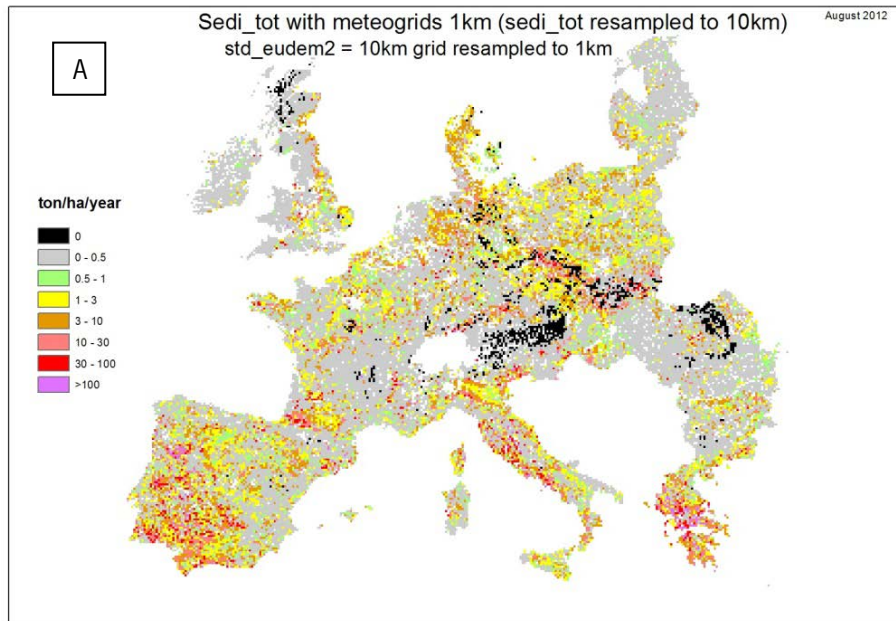 Sedi_tot with meteogrids 1km (sedi_tot resampled to 10km)
August 2012
std_eudem2 = 10km grid resampled to 1km
A
ton/ha/year
0
0 - 0.5
0.5 - 1
1 - 3
3 - 10
10 - 30
30 - 100
>100